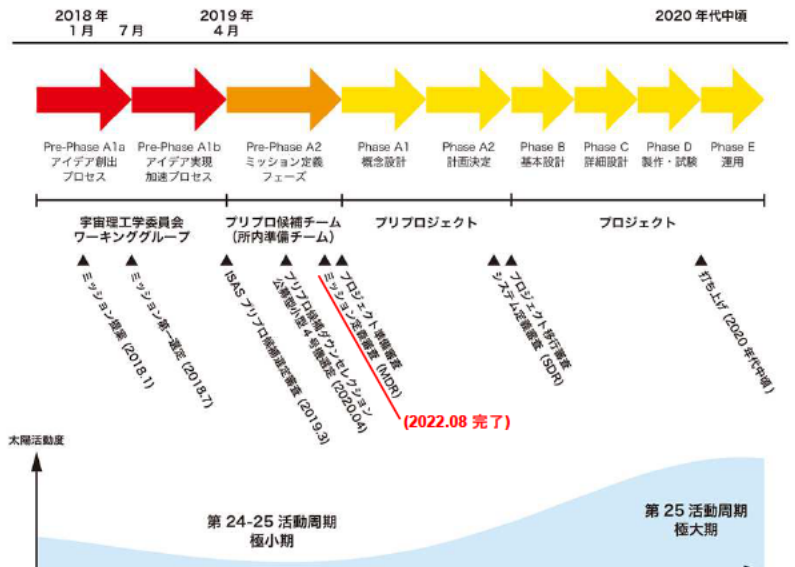 2018 年
1 月
7 月
2019 年
4 月
2020 年代中頃
Pre-Phase A1a
アイデア創出
プロセス
Pre-Phase A1b
アイデア実現
加速プロセス
Pre-Phase A2
ミッション定義
フェーズ
Phase A1
概念設計
Phase A2
計画決定
Phase B
基本設計
Phase C
詳細設計
Phase D
製作・試験
Phase E
運用
宇宙理工学委員会
ワーキンググループ
プリプロ候補チーム
(所内準備チーム)
プリプロジェクト
プロジェクト
ミッション提案 (2018.1)
ミッション第一選定 (2018.7)
ISAS プリプロ候補選定審査 (2019.3)
プリプロ候補ダウンセレクション
公募型小型 4 号機選定 (2020.04)
プロジェクト準備審査
ミッション定義審査 (MDR)
(2022.08 完了)
プロジェクト移行審査
システム定義審査 (SDR)
打ち上げ (2020 年代中頃)
太陽活動度
第 24-25 活動周期
極小期
第 25 活動周期
極大期